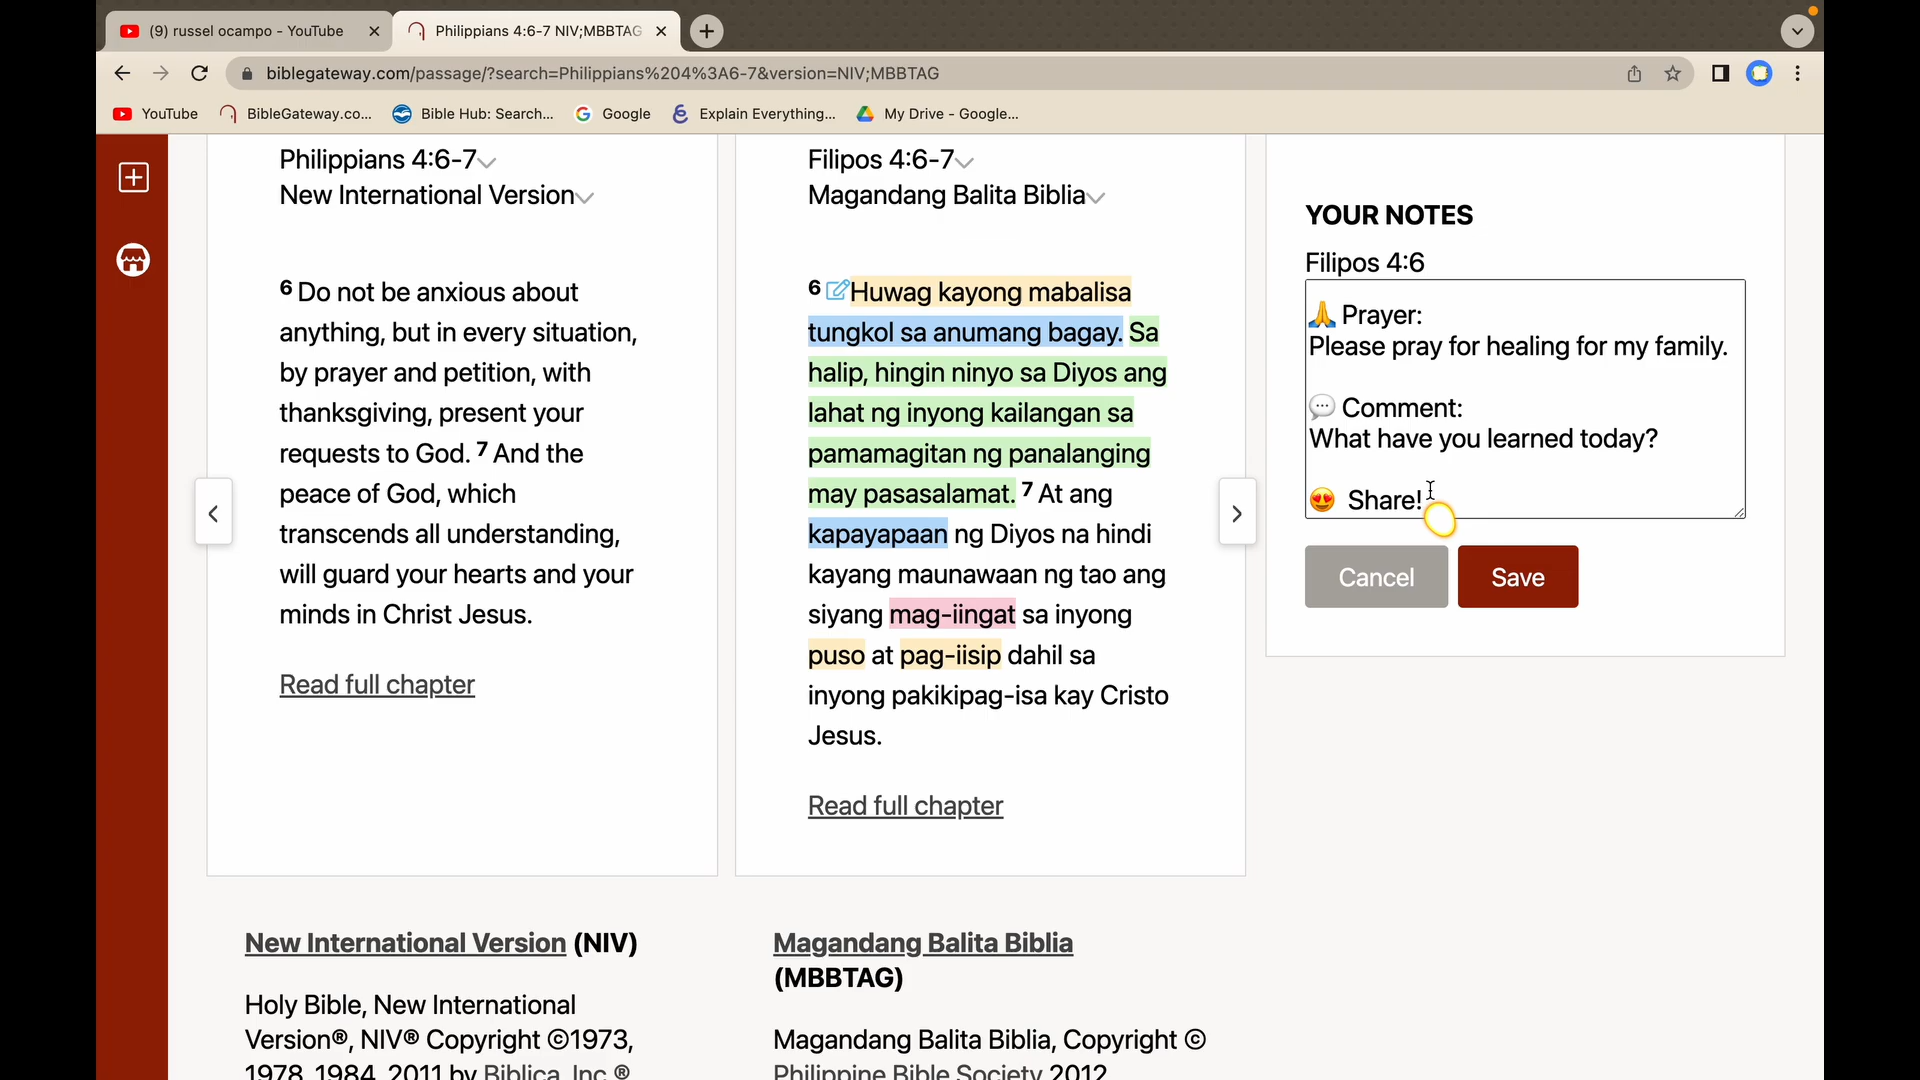 (9) russel ocampo - YouTube
Philippians 4:6-7 NIV;MBBTAG
biblegateway.com/passage/?search=Philippians%204%3A6-7&version=NIV;MBBTAG
YouTube
BibleGateway.co...
Bible Hub: Search...
Google
Explain Everything...
My Drive - Google...
Philippians 4:6-7
New International Version
6 Do not be anxious about
anything, but in every situation,
by prayer and petition, with
thanksgiving, present your
requests to God. 7 And the
peace of God, which
transcends all understanding,
will guard your hearts and your
minds in Christ Jesus.
Read full chapter
Filipos 4:6-7
Magandang Balita Biblia
6 Huwag kayong mabalisa
tungkol sa anumang bagay. Sa
halip, hingin ninyo sa Diyos ang
lahat ng inyong kailangan sa
pamamagitan ng panalanging
may pasasalamat. 7 At ang
kapayapaan ng Diyos na hindi
kayang maunawaan ng tao ang
siyang mag-iingat sa inyong
puso at pag-iisip dahil sa
inyong pakikipag-isa kay Cristo
Jesus.
Read full chapter
YOUR NOTES
Filipos 4:6
🙏 Prayer:
Please pray for healing for my family.
💬 Comment:
What have you learned today?
😍 Share!
Cancel
Save
New International Version (NIV)
Holy Bible, New International
Version®, NIV® Copyright ©1973,
1978, 1984, 2011 by Biblica, Inc.®
Magandang Balita Biblia
(MBBTAG)
Magandang Balita Biblia, Copyright ©
Philippine Bible Society 2012